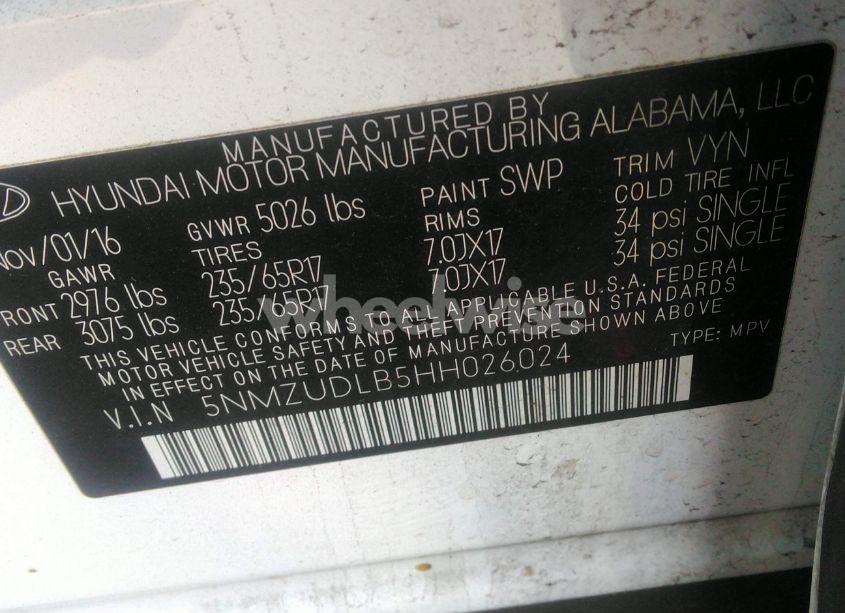 MANUFACTURED BY
HYUNDAI MOTOR MANUFACTURING ALABAMA, LLC
Nov/01/16 GVWR 5026 lbs PAINT SWP TRIM VYN
GAWR TIRES RIMS COLD TIRE INFL
FRONT 2976 lbs 235/65R17 7.0JX17 34 psi SINGLE
REAR 3075 lbs 235/65R17 7.0JX17 34 psi SINGLE
THIS VEHICLE CONFORMS TO ALL APPLICABLE U.S.A. FEDERAL
MOTOR VEHICLE SAFETY AND THEFT PREVENTION STANDARDS
IN EFFECT ON THE DATE OF MANUFACTURE SHOWN ABOVE
V.I.N 5NMZUDLB5HH026024 TYPE: MPV
wheelwise